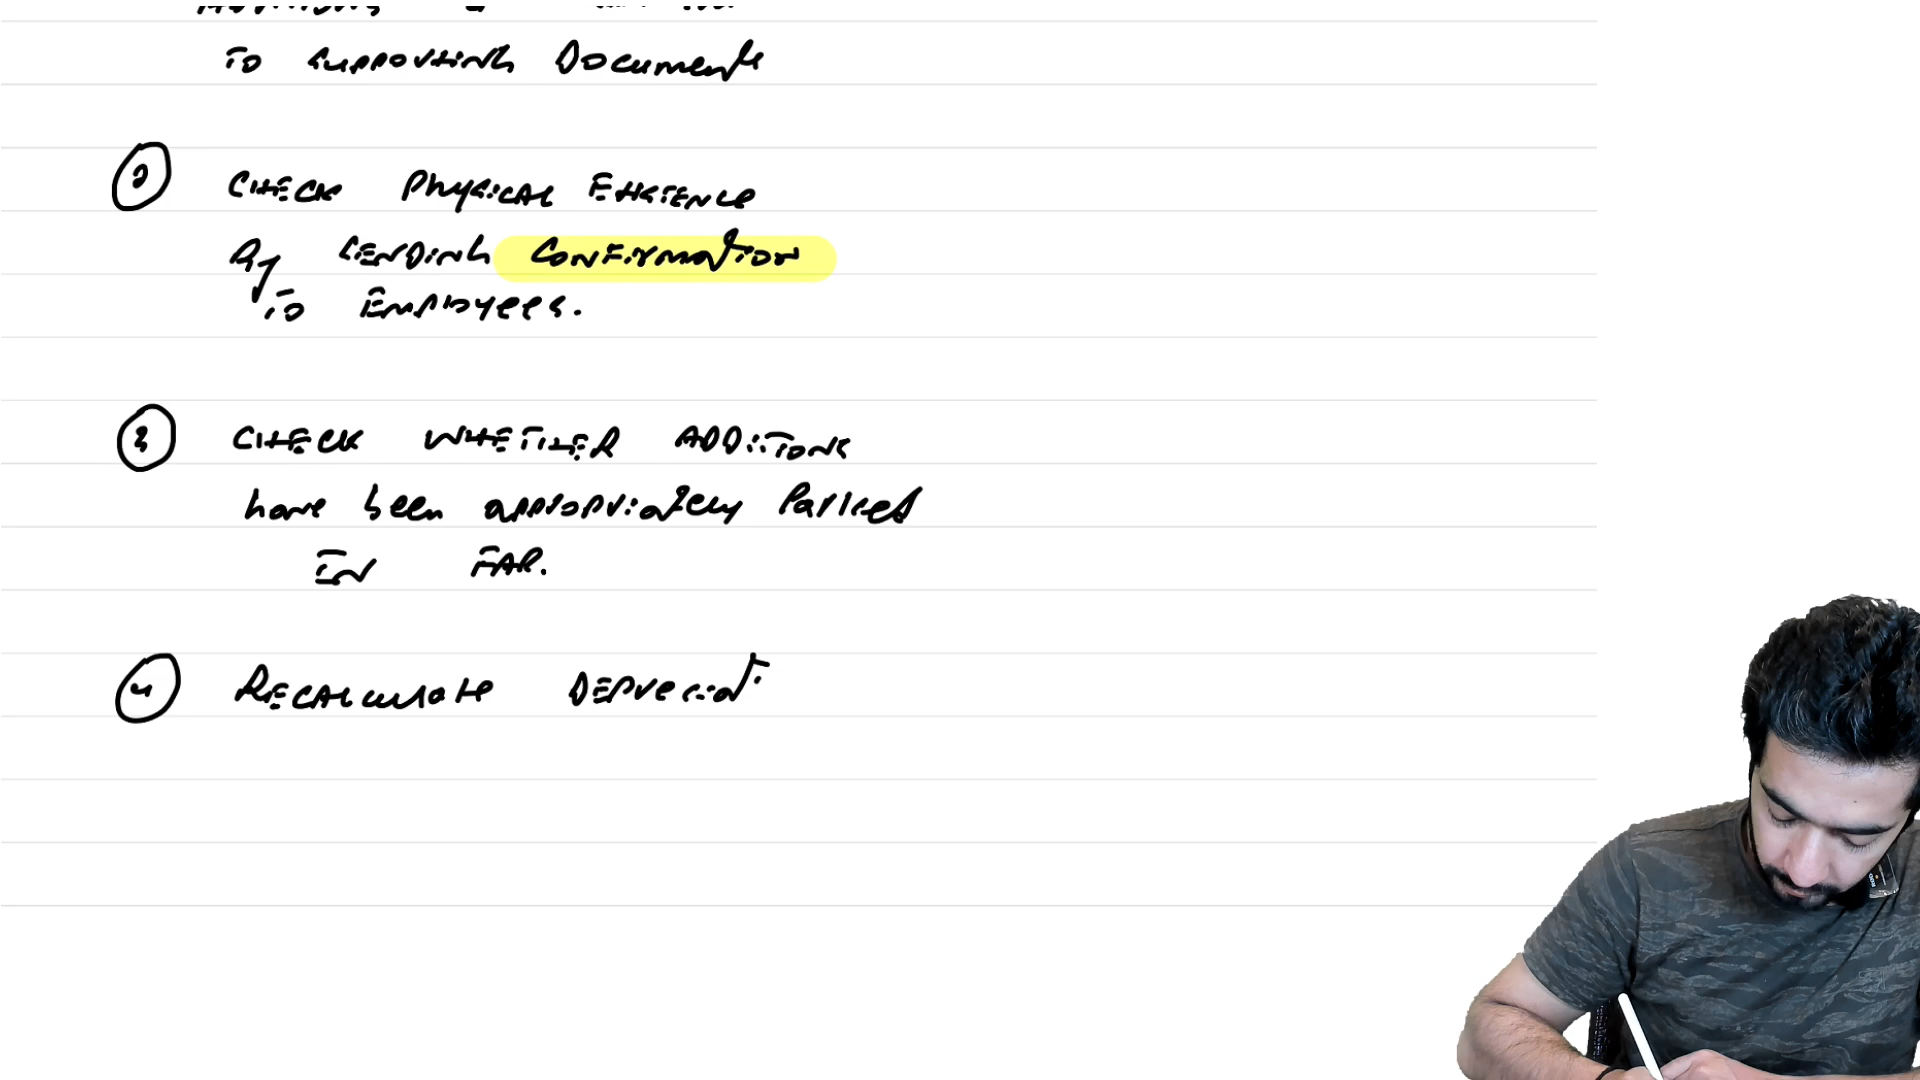 TO SUPPORTING DOCUMENTS
② CHECK PHYSICAL EXISTENCE
By SENDING CONFIRMATION
TO EMPLOYEES.
③ CHECK WHETHER ADDITIONS
have been appropriately
IN FAR.
④ RECALCULATE DEPRECIATI